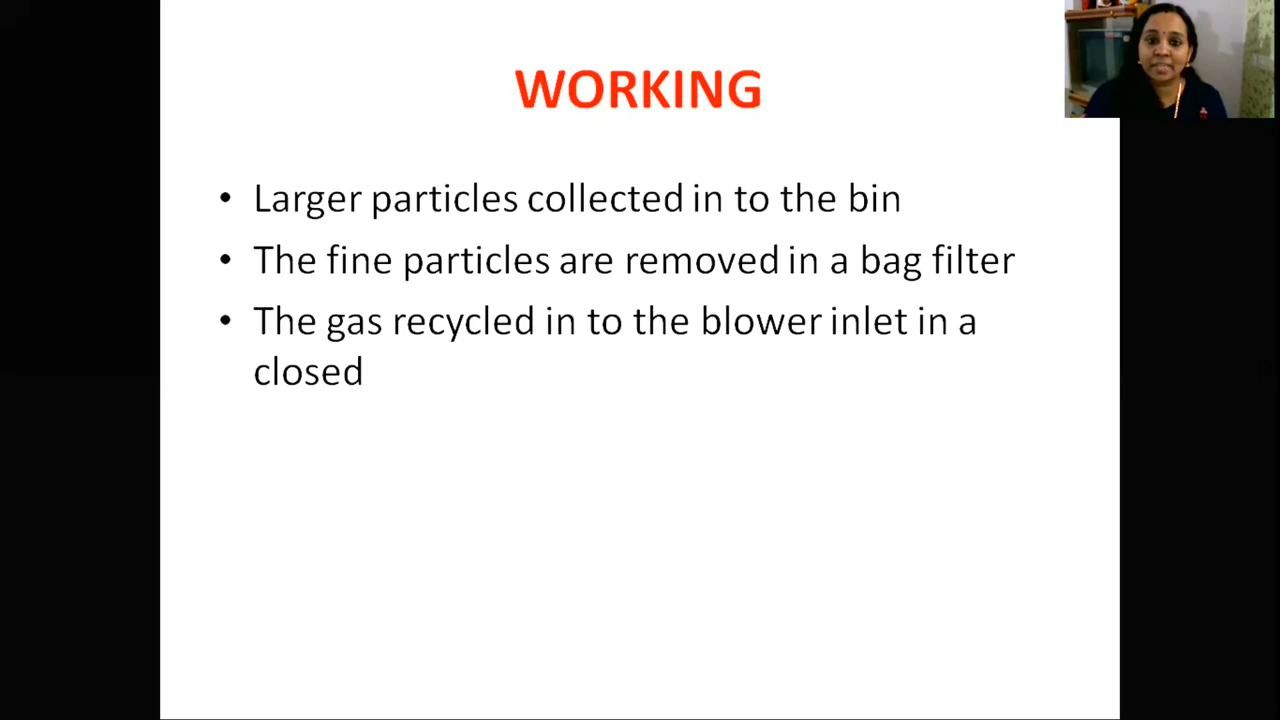 WORKING
• Larger particles collected in to the bin
• The fine particles are removed in a bag filter
• The gas recycled in to the blower inlet in a
closed